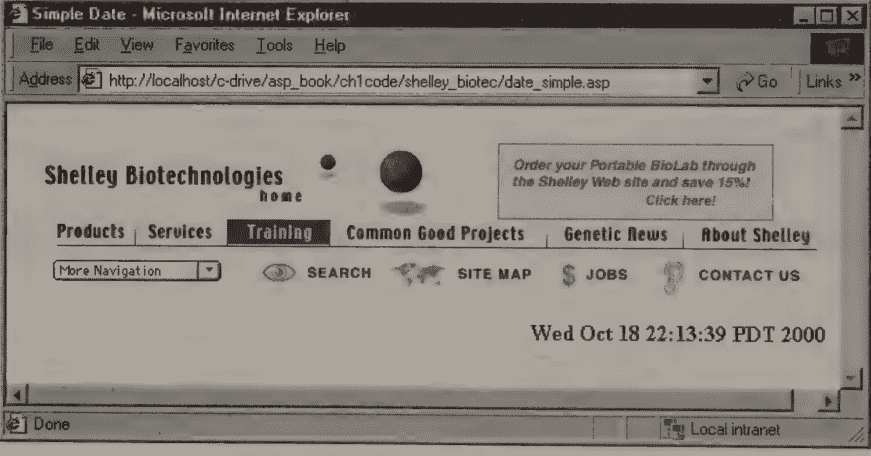 Simple Date - Microsoft Internet Explorer
File Edit View Favorites Tools Help
Address http://localhost/c-drive/asp_book/ch1code/shelley_biotec/date_simple.asp Go Links »
Shelley Biotechnologies
home
Order your Portable BioLab through
the Shelley Web site and save 15%!
Click here!
Products Services Training Common Good Projects Genetic News About Shelley
More Navigation SEARCH SITE MAP $ JOBS CONTACT US
Wed Oct 18 22:13:39 PDT 2000
Done Local intranet